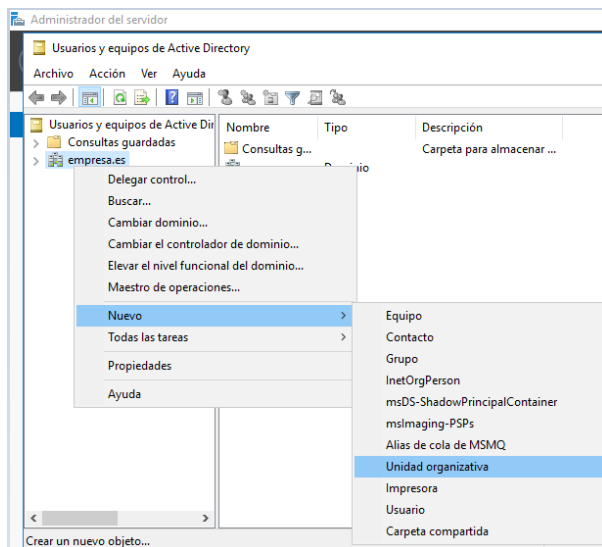 Administrador del servidor
Usuarios y equipos de Active Directory
Archivo Acción Ver Ayuda
Usuarios y equipos de Active Dir
Nombre Tipo Descripción
Consultas guardadas
Consultas g... Carpeta para almacenar ...
empresa.es
Delegar control...
Buscar...
Cambiar dominio...
Cambiar el controlador de dominio...
Elevar el nivel funcional del dominio...
Maestro de operaciones...
Nuevo
Todas las tareas
Propiedades
Ayuda
Equipo
Contacto
Grupo
InetOrgPerson
msDS-ShadowPrincipalContainer
msImaging-PSPs
Alias de cola de MSMQ
Unidad organizativa
Impresora
Usuario
Carpeta compartida
Crear un nuevo objeto...